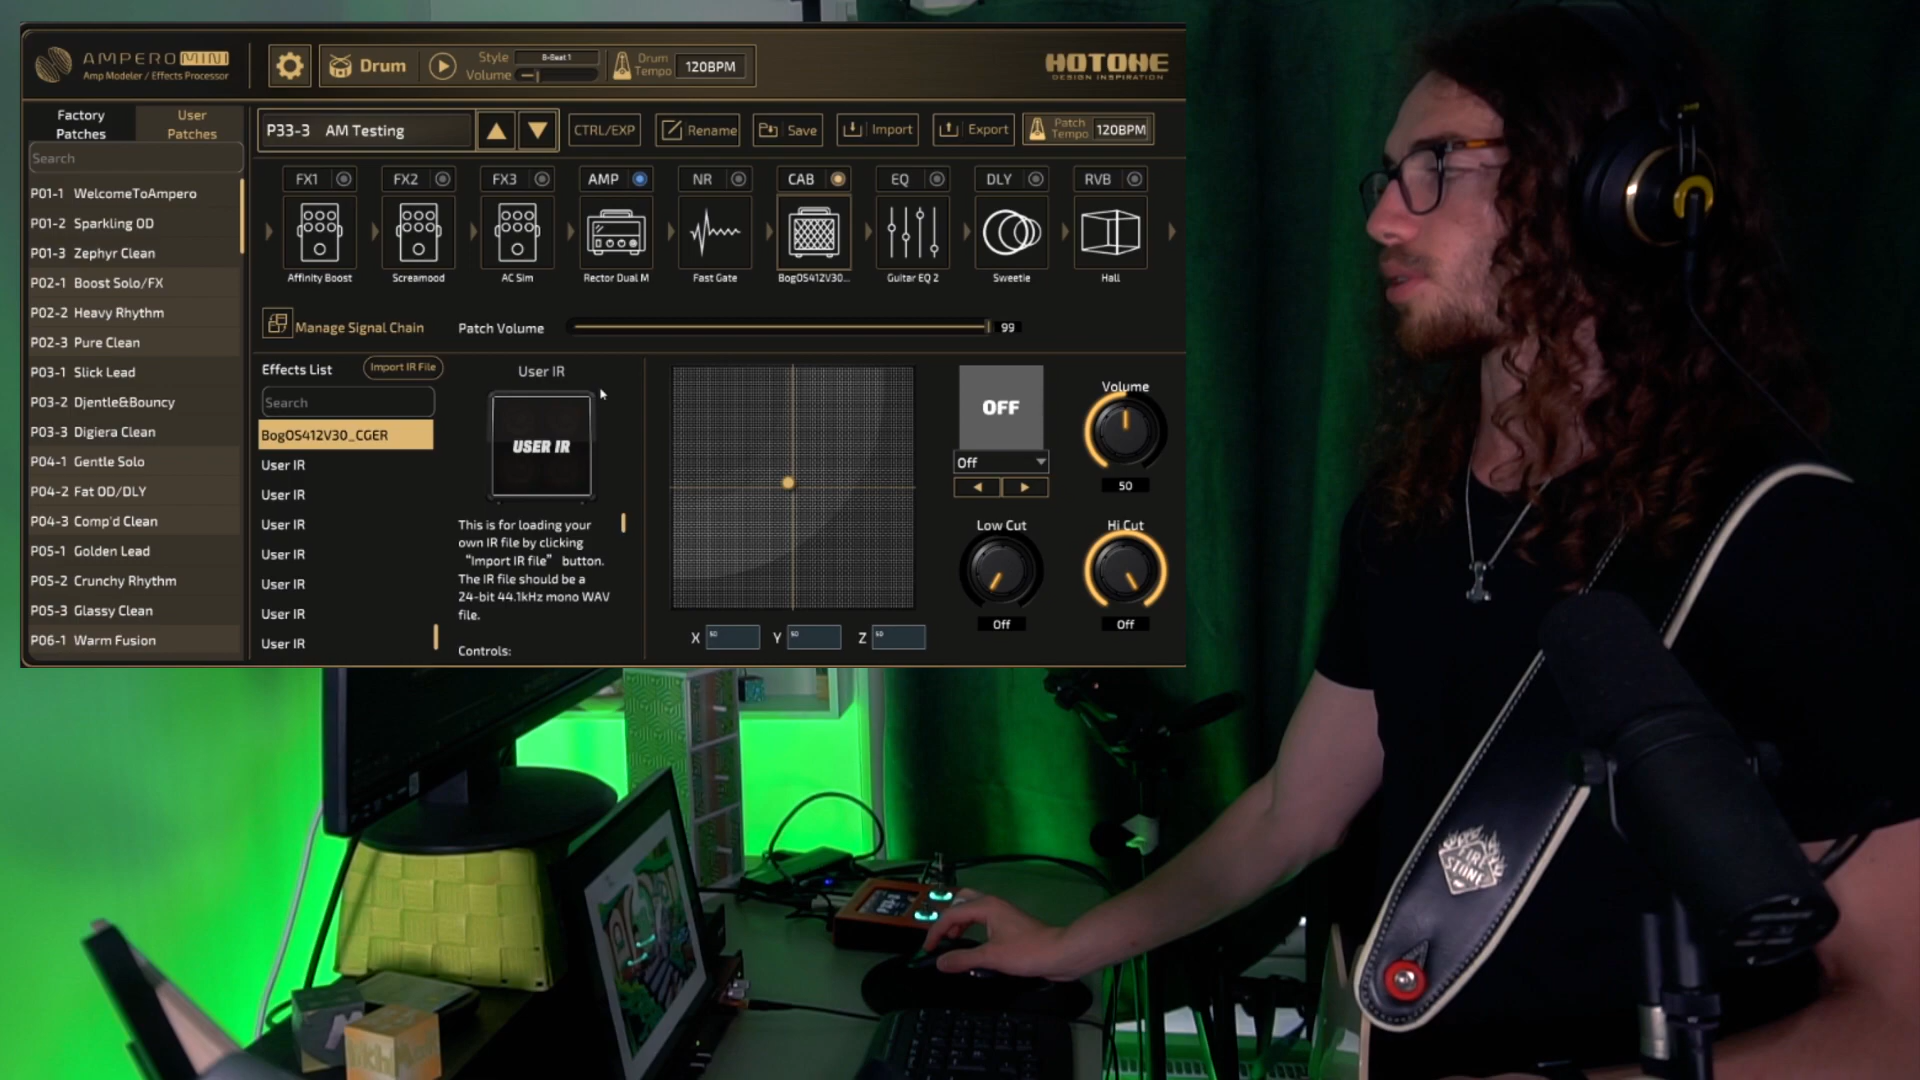 AMPERO MINI
Amp Modeler / Effects Processor
Drum
Style
8-Beat 1
Volume
Drum
Tempo
120BPM
HOTONE
DESIGN INSPIRATION
Factory
Patches
User
Patches
Search
P01-1 WelcomeToAmpero
P01-2 Sparkling OD
P01-3 Zephyr Clean
P02-1 Boost Solo/FX
P02-2 Heavy Rhythm
P02-3 Pure Clean
P03-1 Slick Lead
P03-2 Djentle&Bouncy
P03-3 Digiera Clean
P04-1 Gentle Solo
P04-2 Fat OD/DLY
P04-3 Comp'd Clean
P05-1 Golden Lead
P05-2 Crunchy Rhythm
P05-3 Glassy Clean
P06-1 Warm Fusion
P33-3 AM Testing
CTRL/EXP
Rename
Save
Import
Export
Patch
Tempo
120BPM
FX1
FX2
FX3
AMP
NR
CAB
EQ
DLY
RVB
Affinity Boost
Screamood
AC Sim
Rector Dual M
Fast Gate
BogOS412V30...
Guitar EQ 2
Sweetie
Hall
Manage Signal Chain
Patch Volume
99
Effects List
Import IR File
Search
BogOS412V30_CGER
User IR
User IR
User IR
User IR
User IR
User IR
User IR
User IR
USER IR
This is for loading your
own IR file by clicking
“Import IR file” button.
The IR file should be a
24-bit 44.1kHz mono WAV
file.
Controls:
X 50 Y 50 Z 50
OFF
Off
Volume
50
Low Cut
Off
Hi Cut
Off
FIRE
STONE